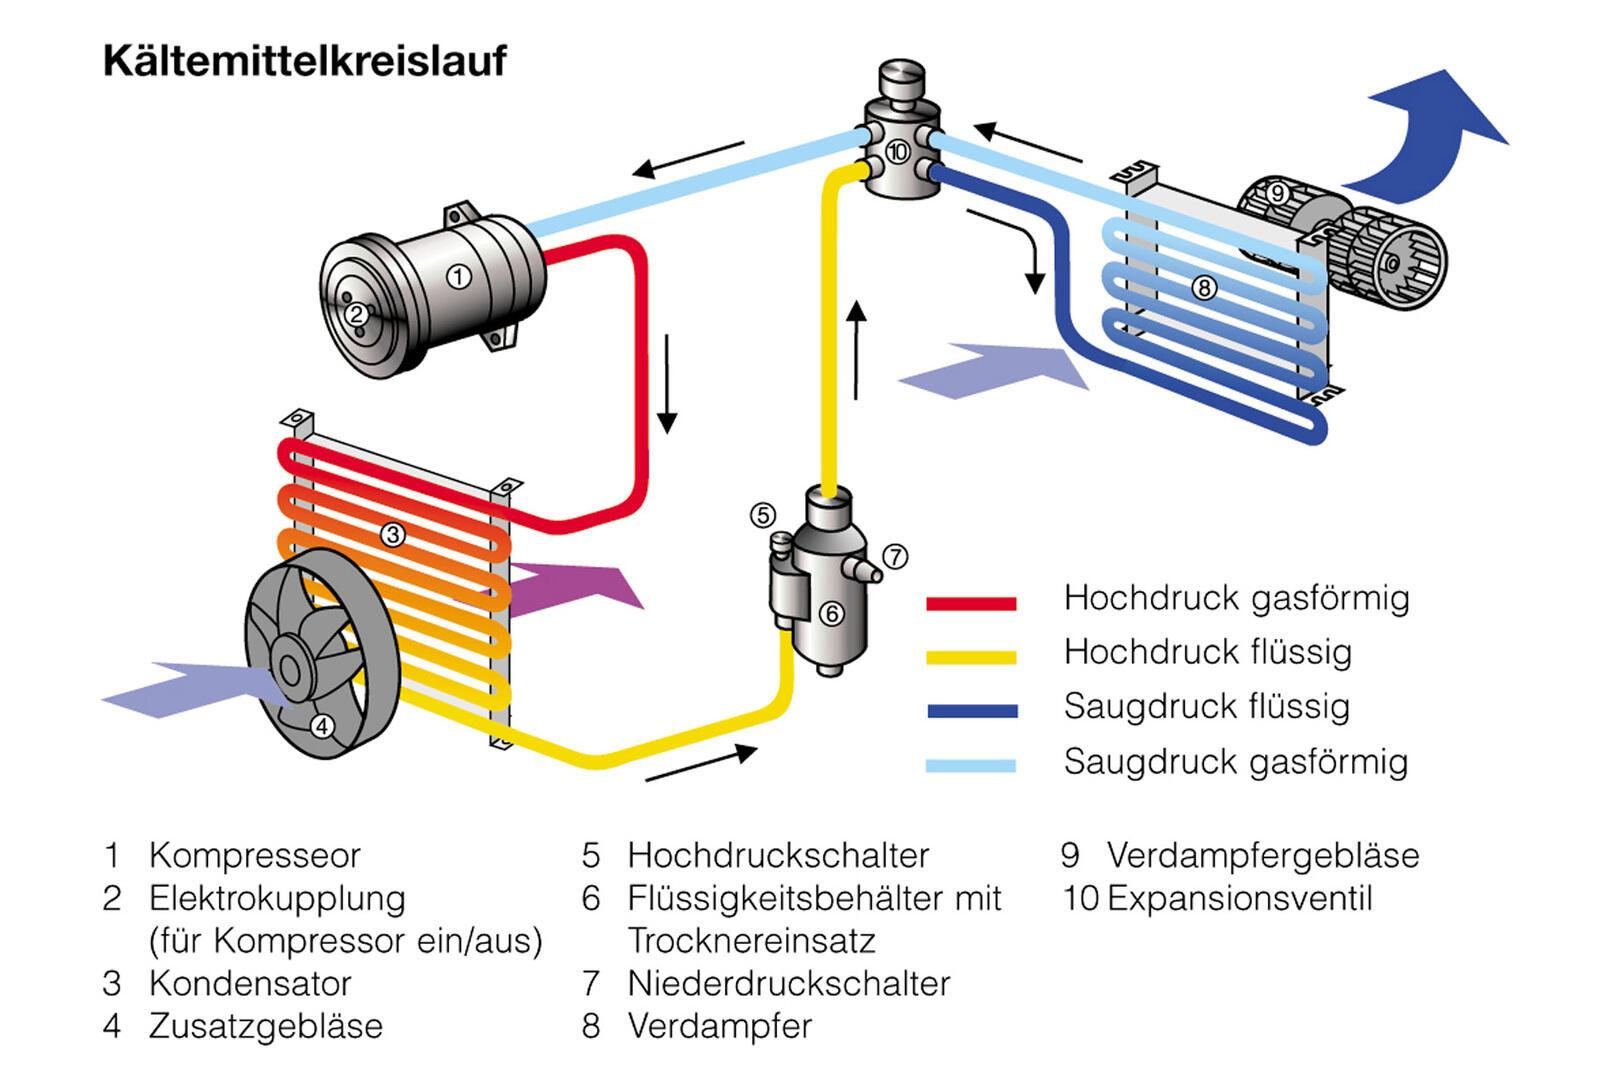 Kältemittelkreislauf
10
9
1
8
2
3
5
7
6
4
Hochdruck gasförmig
Hochdruck flüssig
Saugdruck flüssig
Saugdruck gasförmig
1 Kompresseor
2 Elektrokupplung
(für Kompressor ein/aus)
3 Kondensator
4 Zusatzgebläse
5 Hochdruckschalter
6 Flüssigkeitsbehälter mit
Trocknereinsatz
7 Niederdruckschalter
8 Verdampfer
9 Verdampfergebläse
10 Expansionsventil